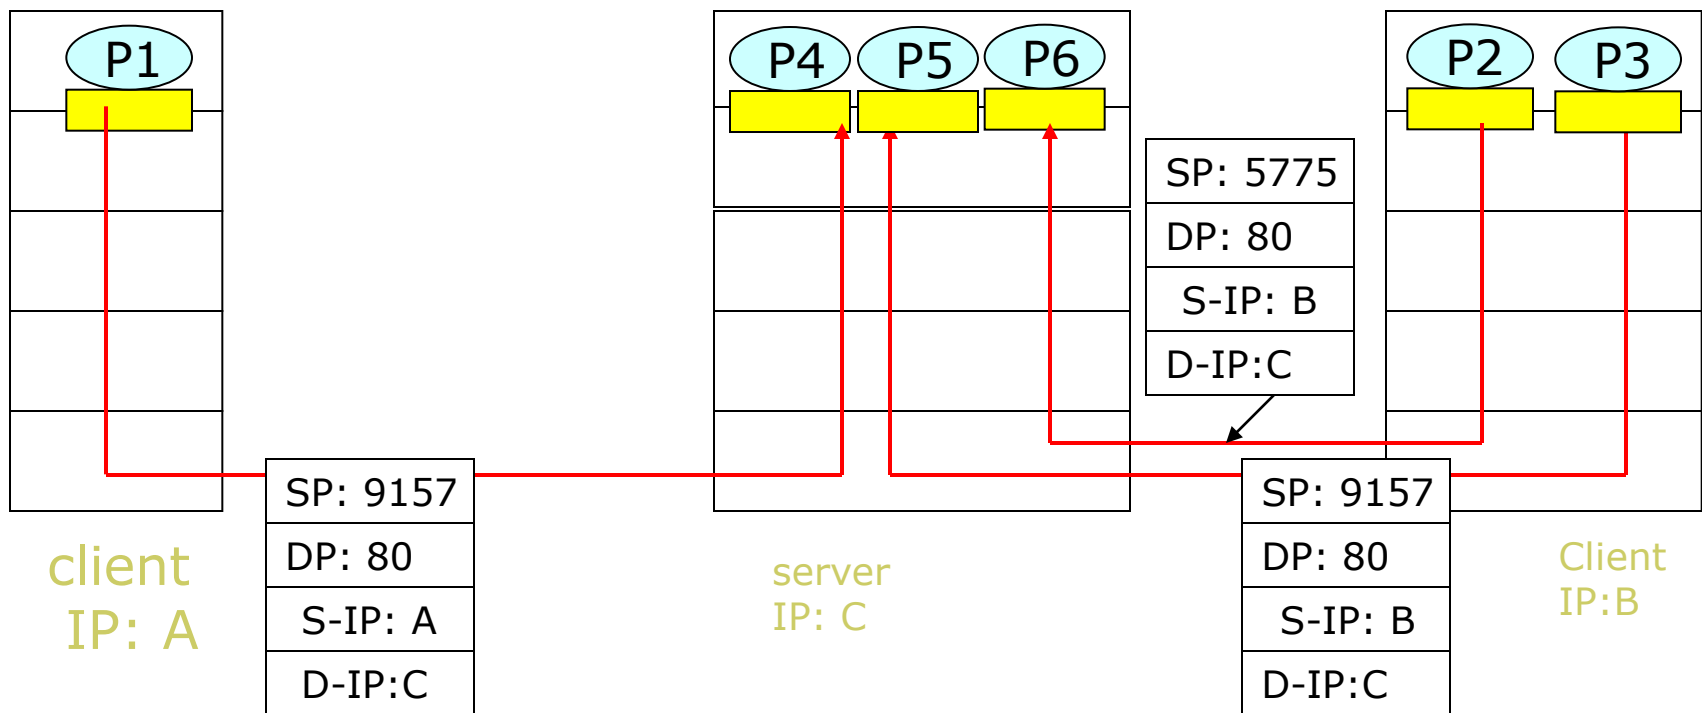 P1
P4
P5
P6
P2
P3
SP: 5775
DP: 80
S-IP: B
D-IP:C
SP: 9157
DP: 80
S-IP: A
D-IP:C
SP: 9157
DP: 80
S-IP: B
D-IP:C
client
IP: A
server
IP: C
Client
IP:B